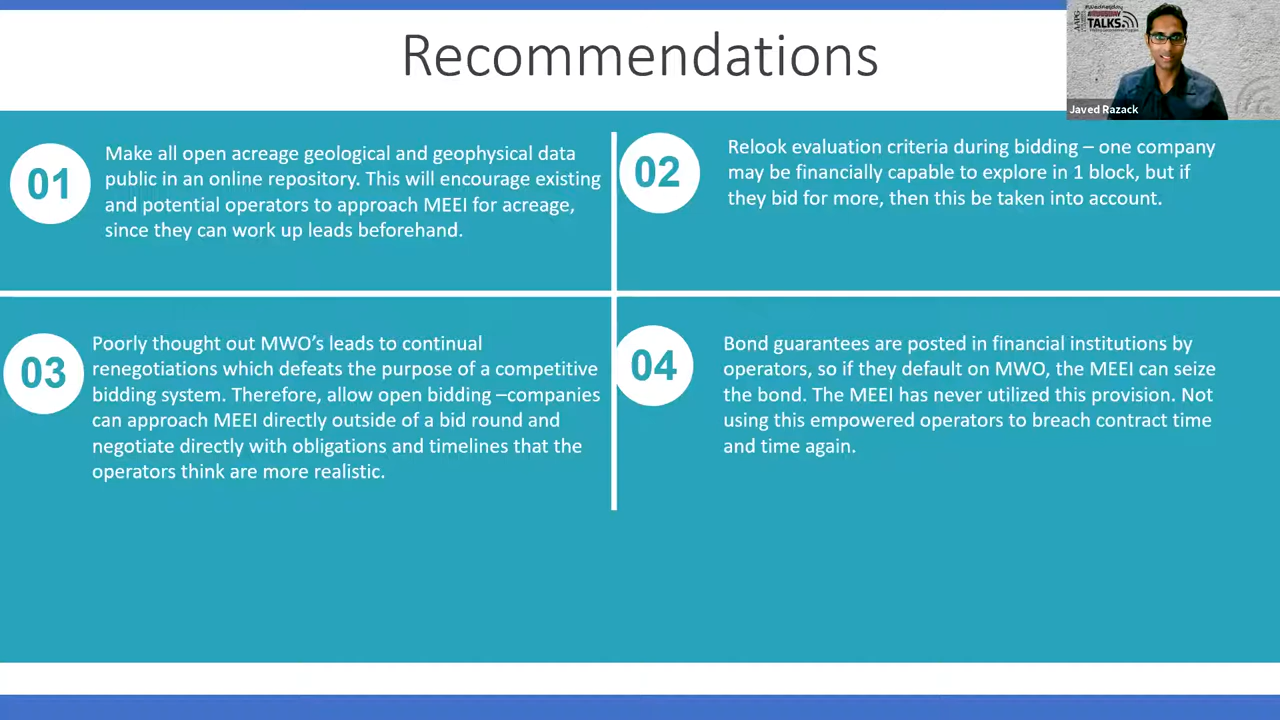 Recommendations
#Wednesday
TALKS
AAPG
Javed Razack
01
Make all open acreage geological and geophysical data
public in an online repository. This will encourage existing
and potential operators to approach MEEI for acreage,
since they can work up leads beforehand.
02
Relook evaluation criteria during bidding – one company
may be financially capable to explore in 1 block, but if
they bid for more, then this be taken into account.
03
Poorly thought out MWO's leads to continual
renegotiations which defeats the purpose of a competitive
bidding system. Therefore, allow open bidding –companies
can approach MEEI directly outside of a bid round and
negotiate directly with obligations and timelines that the
operators think are more realistic.
04
Bond guarantees are posted in financial institutions by
operators, so if they default on MWO, the MEEI can seize
the bond. The MEEI has never utilized this provision. Not
using this empowered operators to breach contract time
and time again.